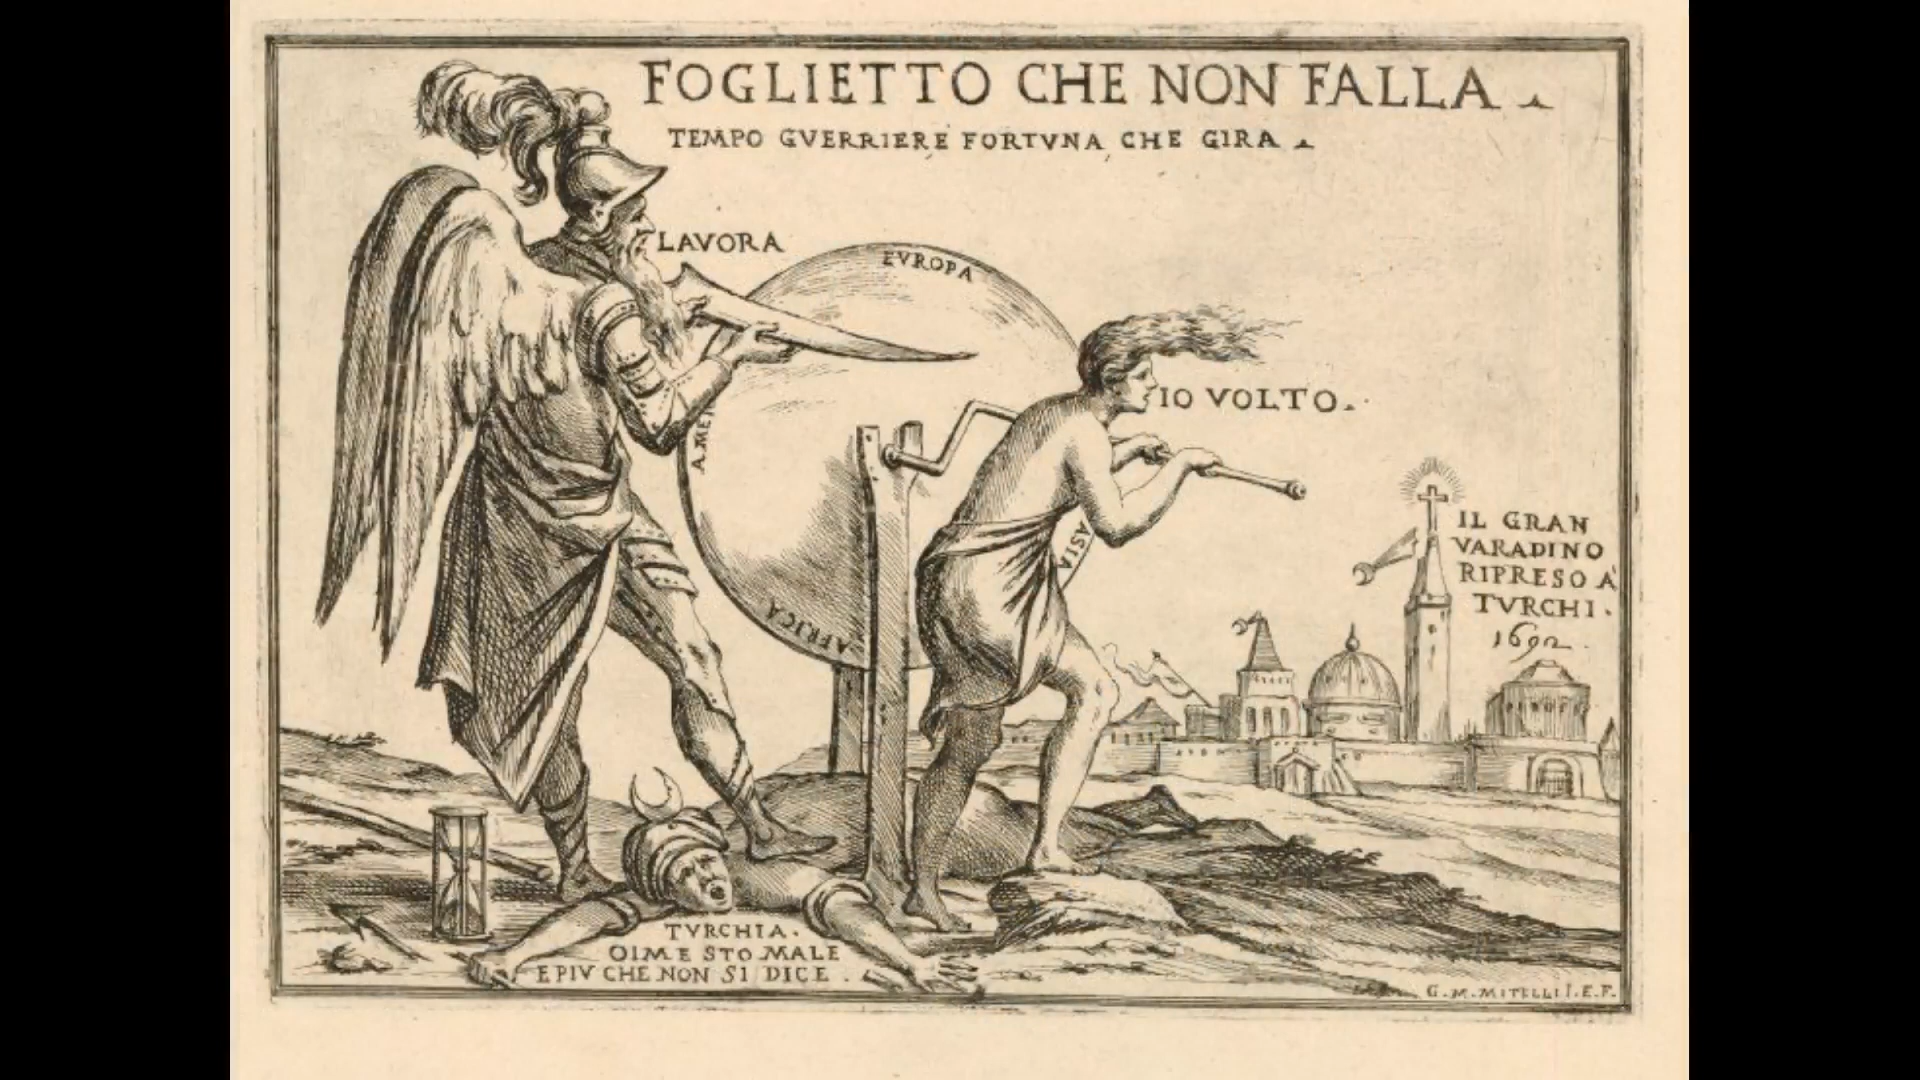 FOGLIETTO CHE NON FALLA
TEMPO GVERRIERE FORTVNA CHE GIRA
LAVORA
EVROPA
IO VOLTO.
AME
ASIA
AFRICA
IL GRAN
VARADINO
RIPRESO A'
TVRCHI.
1692.
TVRCHIA.
OIME STO MALE
E PIV CHE NON SI DICE.
G. M. MITELLI I. E. F.